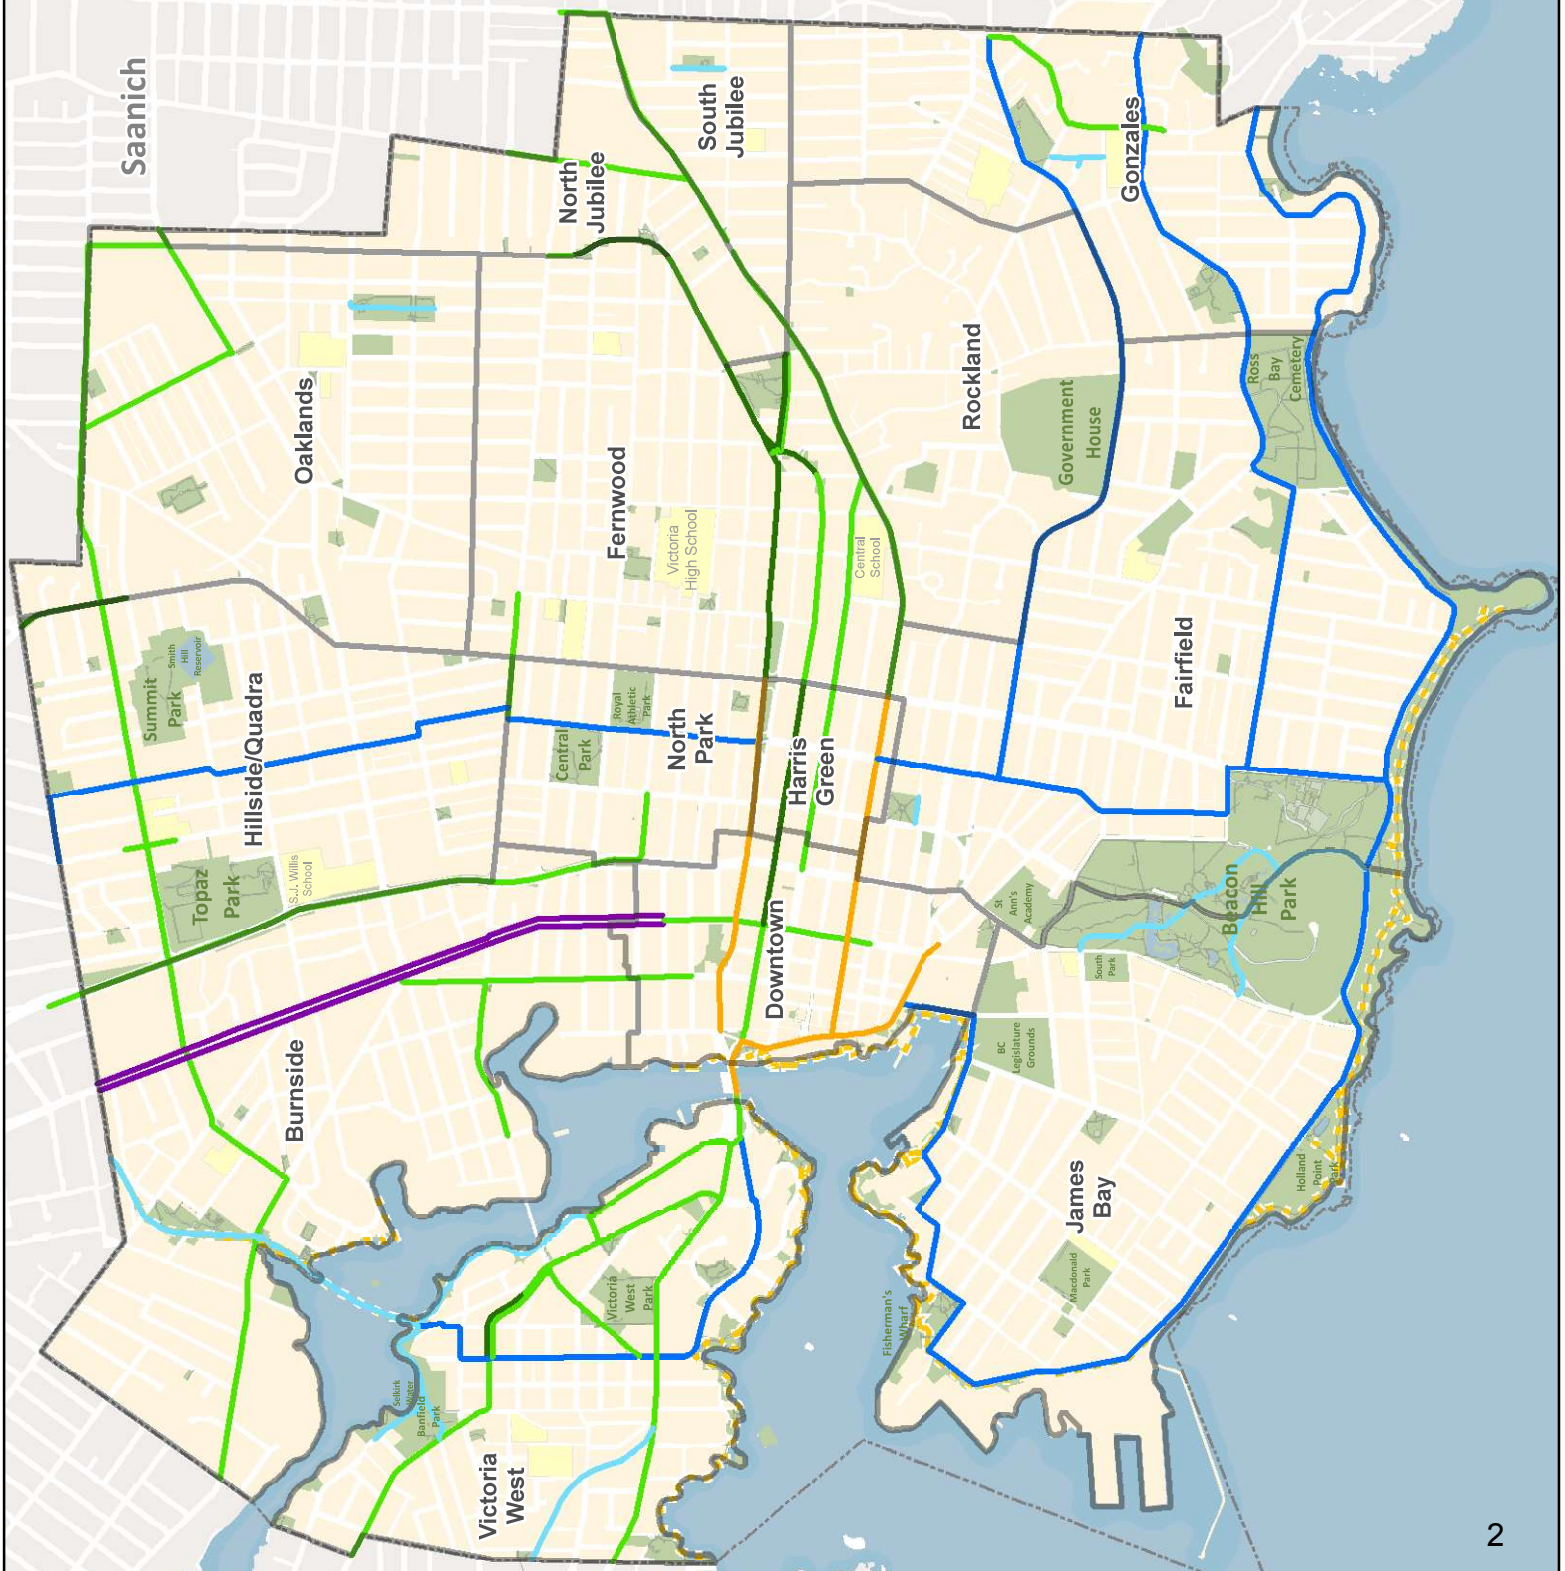 Saanich
South
Jubilee
North
Jubilee
Gonzales
Oaklands
Fernwood
Victoria
High School
Central
School
Rockland
Government
House
Ross
Bay
Cemetery
Summit
Park
Smith
Hill
Reservoir
Hillside/Quadra
Royal
Athletic
Park
Central
Park
North
Park
Harris
Green
Fairfield
Topaz
Park
S.J. Willis
School
Downtown
St
Ann's
Academy
Beacon
Hill
Park
South
Park
BC
Legislature
Grounds
Burnside
James
Bay
Holland
Point
Park
Macdonald
Park
Fisherman's
Wharf
Victoria
West
Park
Selkirk
Water
Banfield
Park
Victoria
West
2